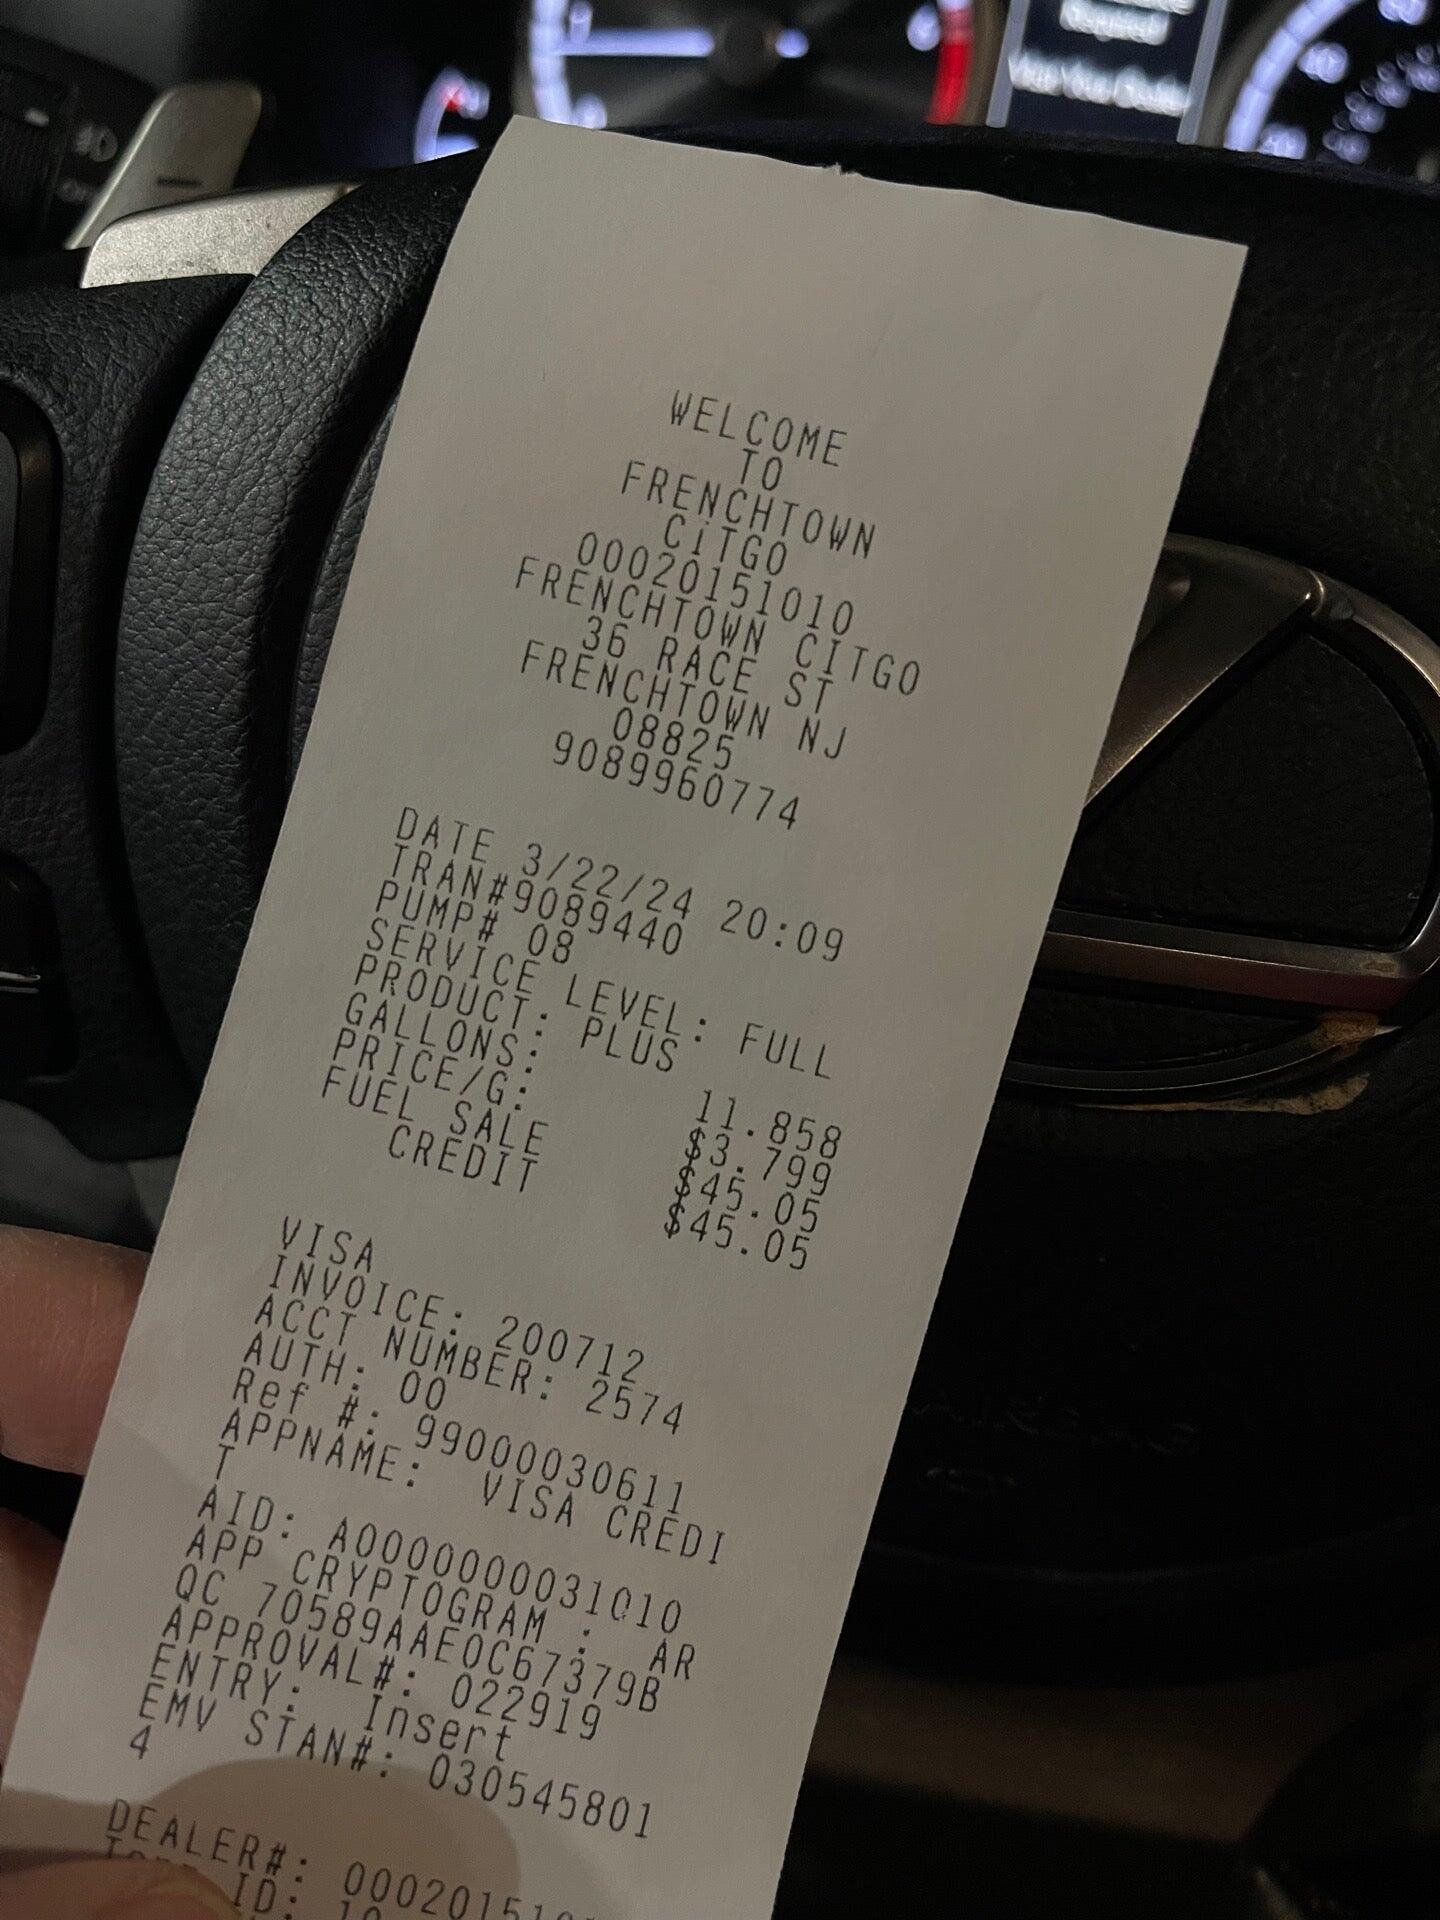 WELCOME
TO
FRENCHTOWN
CiTGO
00020151010
FRENCHTOWN CITGO
36 RACE ST
FRENCHTOWN NJ
08825
9089960774
DATE 3/22/24 20:09
TRAN#9089440
PUMP# 08
SERVICE LEVEL: FULL
PRODUCT: PLUS
GALLONS: 11.858
PRICE/G: $3.799
FUEL SALE $45.05
CREDIT $45.05
VISA
INVOICE: 200712
ACCT NUMBER: 2574
AUTH: 00
Ref #: 99000030611
APPNAME: VISA CREDI
T
AID: A0000000031010
APP CRYPTOGRAM : AR
QC 70589AAE0C67379B
APPROVAL#: 022919
ENTRY: Insert
EMV STAN#: 030545801
4
DEALER#:
ID: 10
AIRBAG